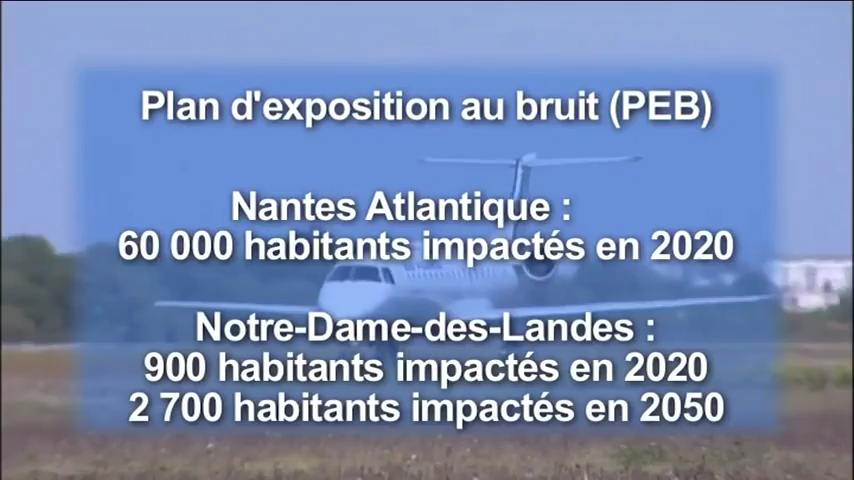 Plan d'exposition au bruit (PEB)
Nantes Atlantique :
60 000 habitants impactés en 2020
Notre-Dame-des-Landes :
900 habitants impactés en 2020
2 700 habitants impactés en 2050